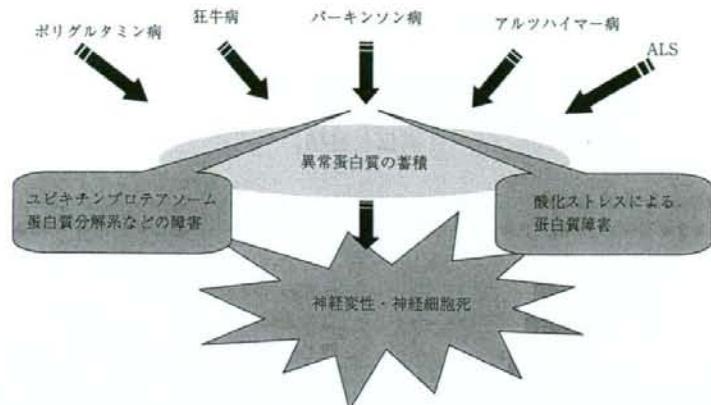 ポリグルタミン病
狂牛病
パーキンソン病
アルツハイマー病
ALS
異常蛋白質の蓄積
ユビキチンプロテアソーム
蛋白質分解系などの障害
酸化ストレスによる
蛋白質障害
神経変性・神経細胞死